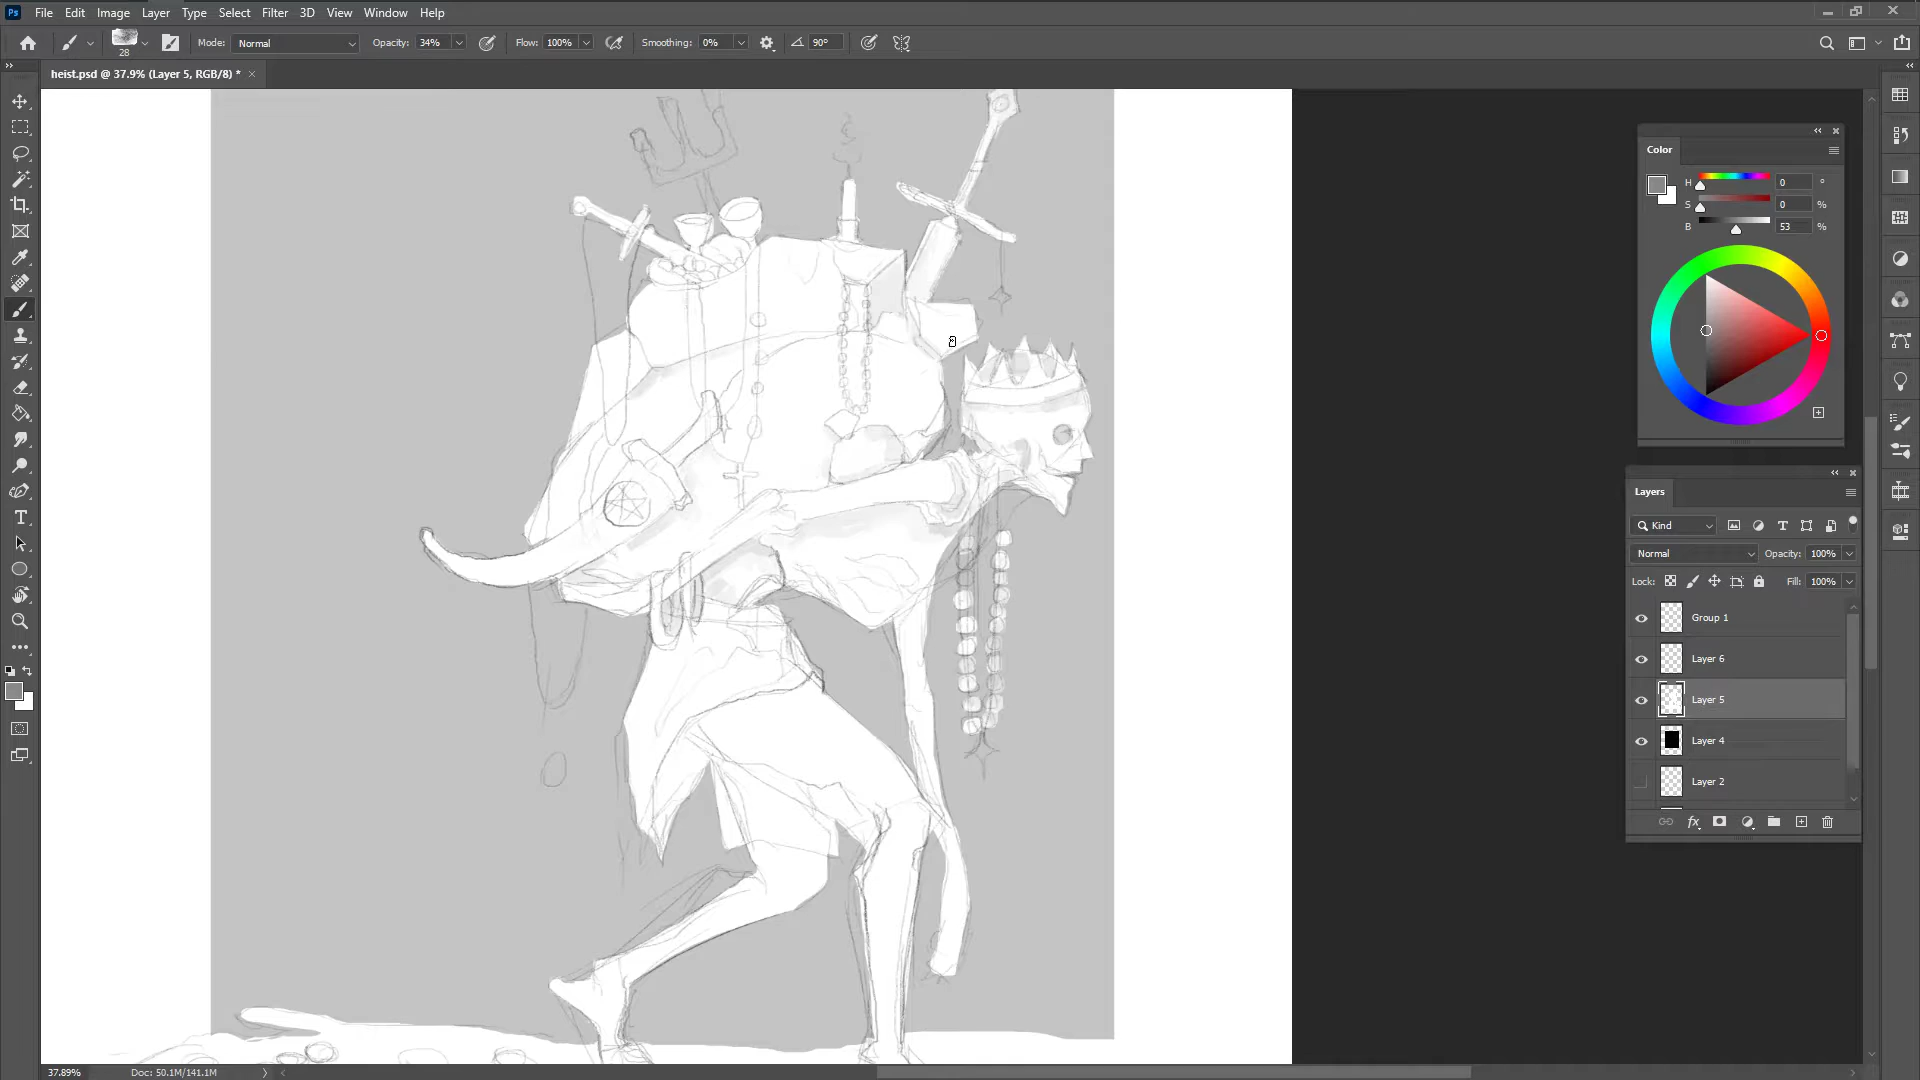 Ps File Edit Image Layer Type Select Filter 3D View Window Help
28 Mode: Normal Opacity: 34% Flow: 100% Smoothing: 0% 90°
heist.psd @ 37.9% (Layer 5, RGB/8) *
Color
H 0 °
S 0 %
B 53 %
Layers
Kind
Normal Opacity: 100%
Lock: Fill: 100%
Group 1
Layer 6
Layer 5
Layer 4
Layer 2
37.89% Doc: 50.1M/141.1M